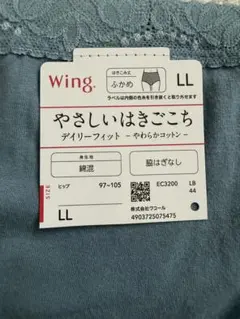 Wing.
はきこみ丈
ふかめ
LL
ラベルは内側の糸を引き抜くと取り外せます
やさしいはきごこち
デイリーフィット −やわらかコットン−
身生地
綿混
脇はぎなし
SIZE
ヒップ 97-105
LL
EC3200 LB
44
株式会社ワコール
4903725075475